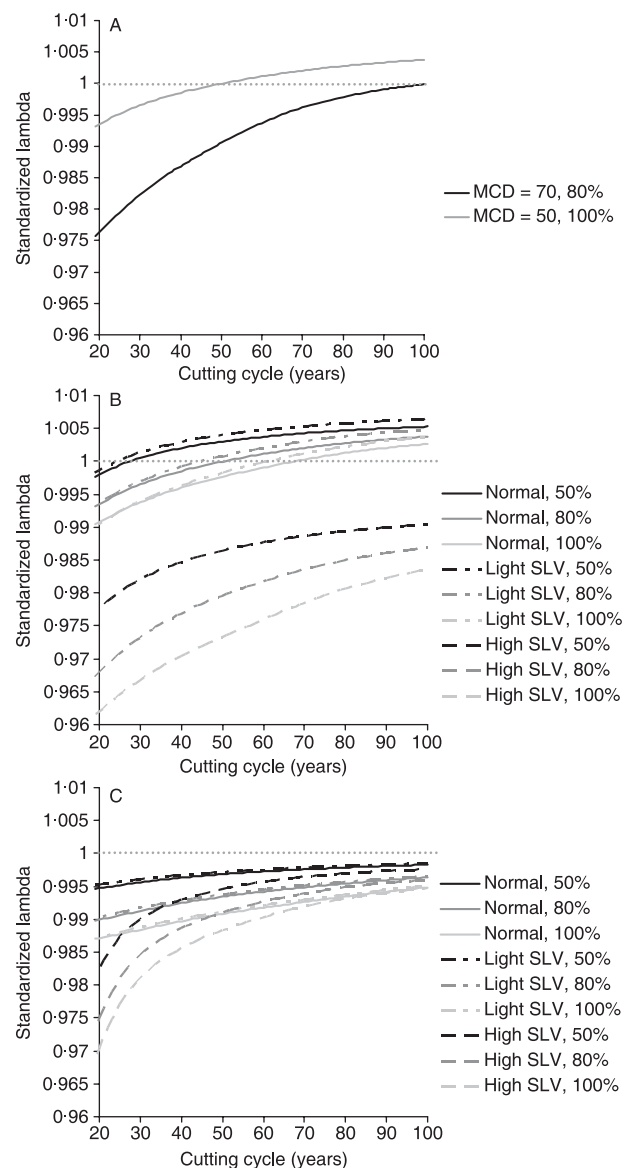 A
1·01
1·005
1
0·995
0·99
0·985
0·98
0·975
0·97
0·965
0·96
Standardized lambda
20 30 40 50 60 70 80 90 100
Cutting cycle (years)
MCD = 70, 80%
MCD = 50, 100%
B
1·01
1·005
1
0·995
0·99
0·985
0·98
0·975
0·97
0·965
0·96
Standardized lambda
20 30 40 50 60 70 80 90 100
Cutting cycle (years)
Normal, 50%
Normal, 80%
Normal, 100%
Light SLV, 50%
Light SLV, 80%
Light SLV, 100%
High SLV, 50%
High SLV, 80%
High SLV, 100%
C
1·01
1·005
1
0·995
0·99
0·985
0·98
0·975
0·97
0·965
0·96
Standardized lambda
20 30 40 50 60 70 80 90 100
Cutting cycle (years)
Normal, 50%
Normal, 80%
Normal, 100%
Light SLV, 50%
Light SLV, 80%
Light SLV, 100%
High SLV, 50%
High SLV, 80%
High SLV, 100%